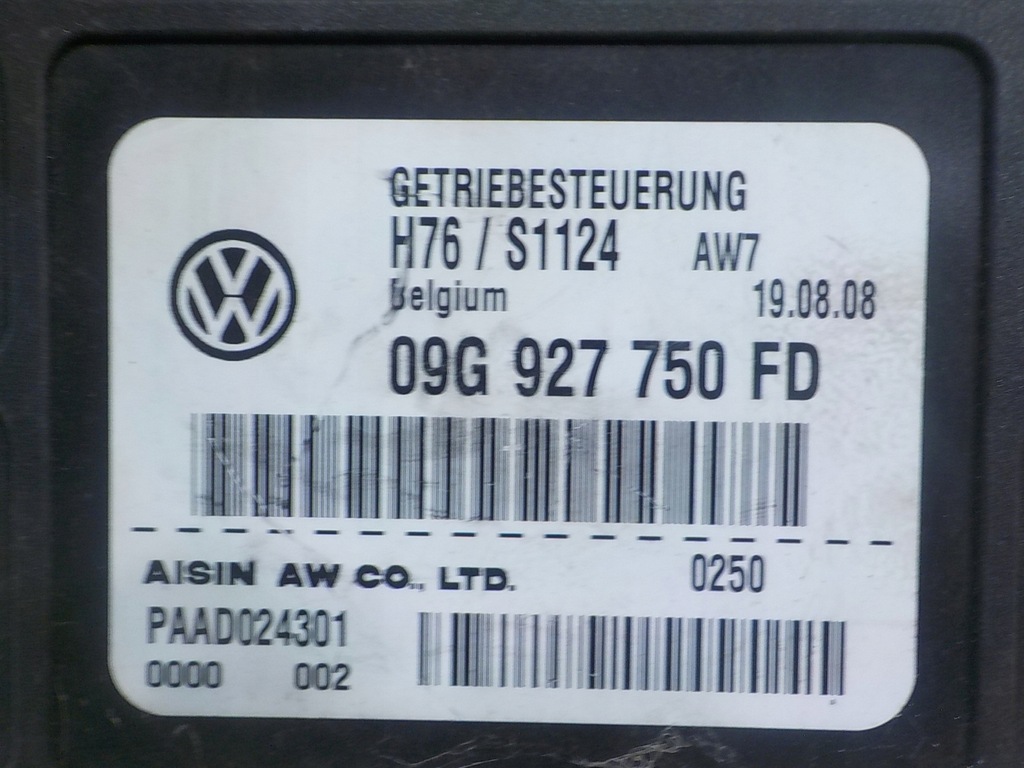 GETRIEBESTEUERUNG
H76 / S1124 AW7
Belgium 19.08.08
09G 927 750 FD
AISIN AW CO., LTD. 0250
PAAD024301
0000 002